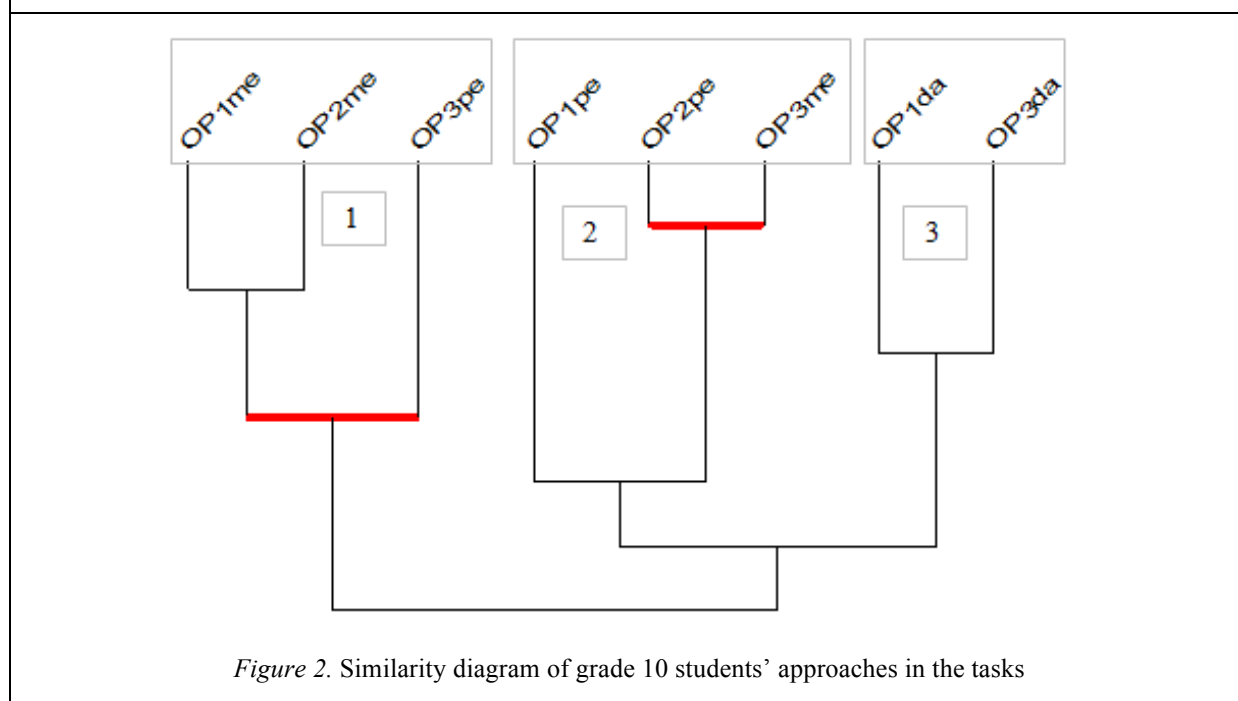 OP1me OP2me OP3pe OP1pe OP2pe OP3me OP1da OP3da
1 2 3
Figure 2. Similarity diagram of grade 10 students’ approaches in the tasks